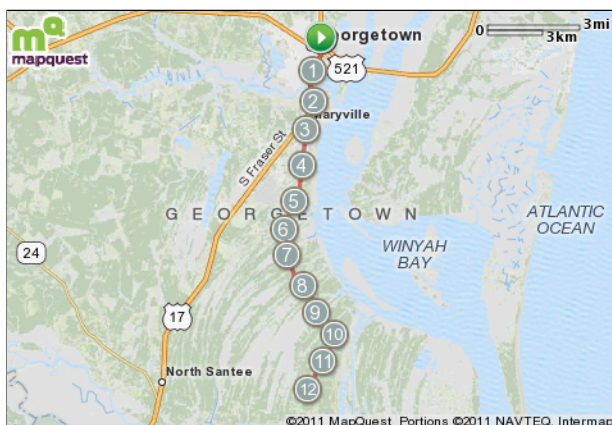 mapquest
orgetown
0 3mi
3km
521
1
2
aryville
3
S Fraser St
4
5
GEORGETOWN
6
7
ATLANTIC
OCEAN
WINYAH
BAY
24
8
17
9
10
11
North Santee
12
©2011 MapQuest Portions ©2011 NAVTEQ, Intermap